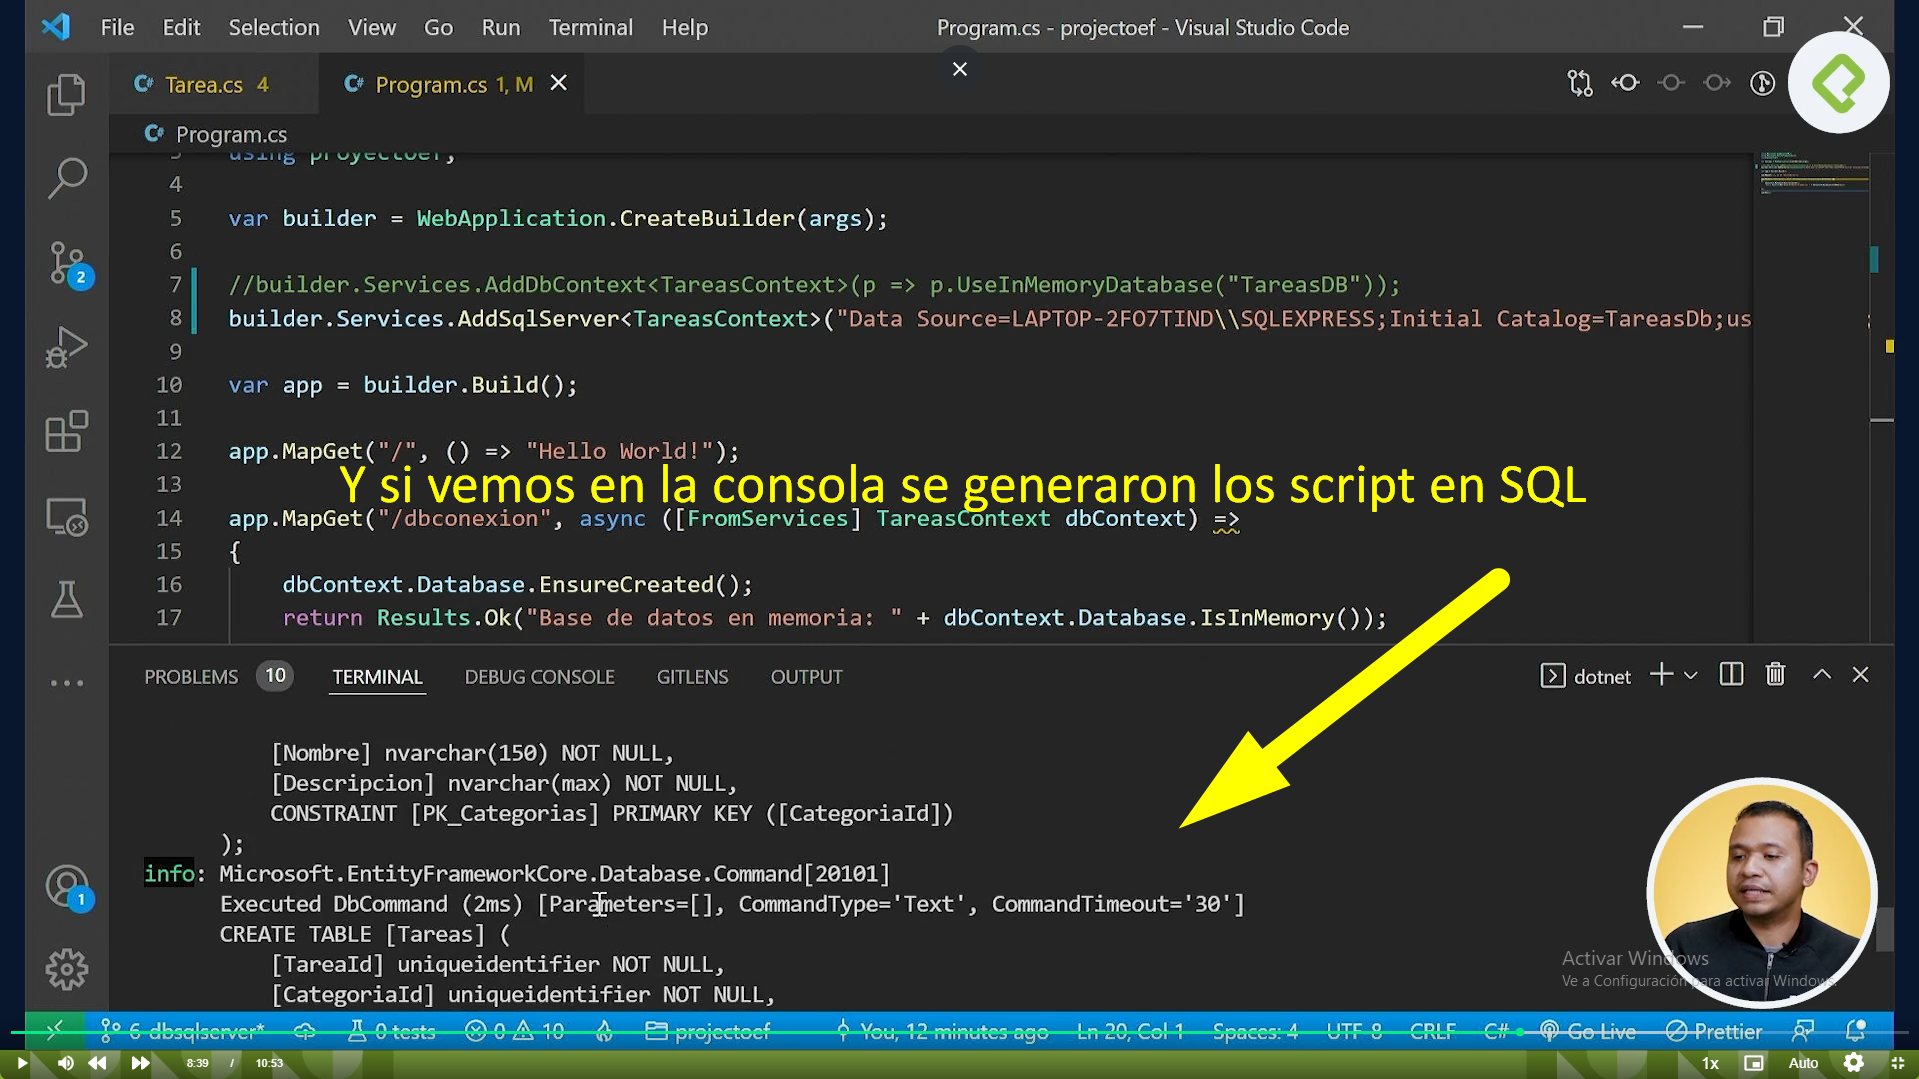 File Edit Selection View Go Run Terminal Help
Program.cs - projectoef - Visual Studio Code
Tarea.cs 4
Program.cs 1, M
Program.cs
3 using proyectoef;
4
5 var builder = WebApplication.CreateBuilder(args);
6
7 //builder.Services.AddDbContext<TareasContext>(p => p.UseInMemoryDatabase("TareasDB"));
8 builder.Services.AddSqlServer<TareasContext>("Data Source=LAPTOP-2FO7TIND\\SQLEXPRESS;Initial Catalog=TareasDb;us
9
10 var app = builder.Build();
11
12 app.MapGet("/", () => "Hello World!");
Y si vemos en la consola se generaron los script en SQL
13
14 app.MapGet("/dbconexion", async ([FromServices] TareasContext dbContext) =>
15 {
16 dbContext.Database.EnsureCreated();
17 return Results.Ok("Base de datos en memoria: " + dbContext.Database.IsInMemory());
PROBLEMS 10 TERMINAL DEBUG CONSOLE GITLENS OUTPUT
dotnet
[Nombre] nvarchar(150) NOT NULL,
[Descripcion] nvarchar(max) NOT NULL,
CONSTRAINT [PK_Categorias] PRIMARY KEY ([CategoriaId])
);
info: Microsoft.EntityFrameworkCore.Database.Command[20101]
Executed DbCommand (2ms) [Parameters=[], CommandType='Text', CommandTimeout='30']
CREATE TABLE [Tareas] (
[TareaId] uniqueidentifier NOT NULL,
[CategoriaId] uniqueidentifier NOT NULL,
2
1
Activar Windows
Ve a Configuración para activar Windows.
6-dbsqlserver* 0 tests 0 10 projectoef You, 12 minutes ago Ln 20, Col 1 Spaces: 4 UTF-8 CRLF C# Go Live Prettier
8:39 / 10:53
1x Auto